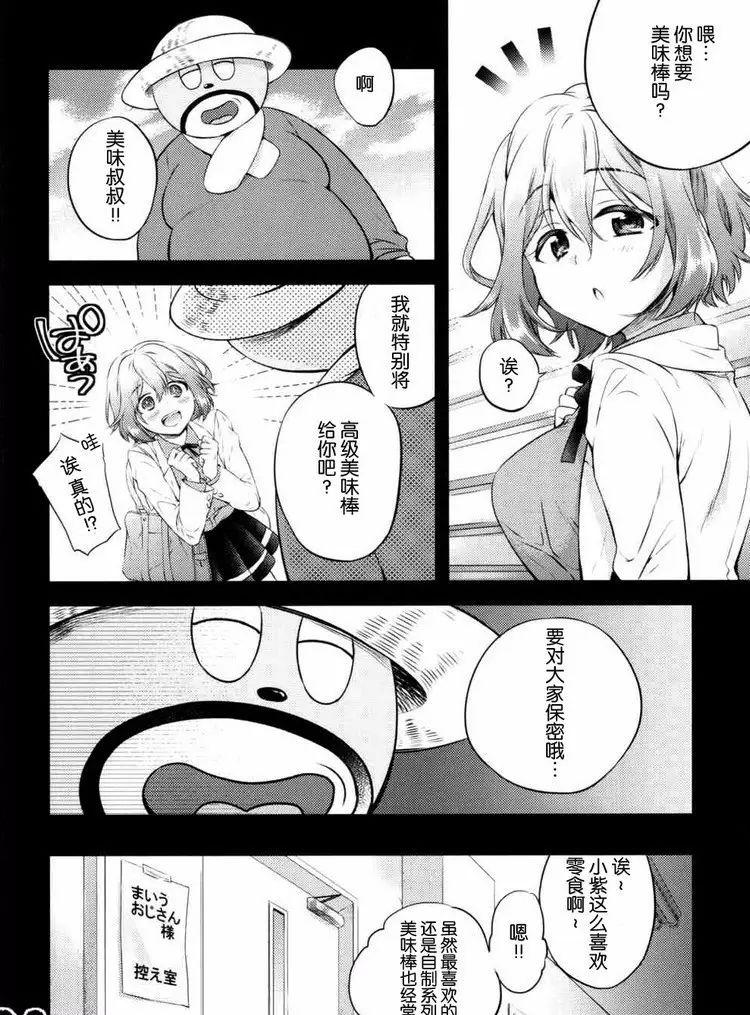 喂…
你想要
美味棒吗？
诶？
啊
美味
叔叔!!
我就特别将
高级美味棒
给你吧？
ぱあっ
哇
诶 真的!?
要对大家保密哦…
诶~
小紫这么喜欢
零食啊~
嗯!!
虽然最喜欢的
还是自制系列
美味棒也经常
まいう
おじさん
様
控え室